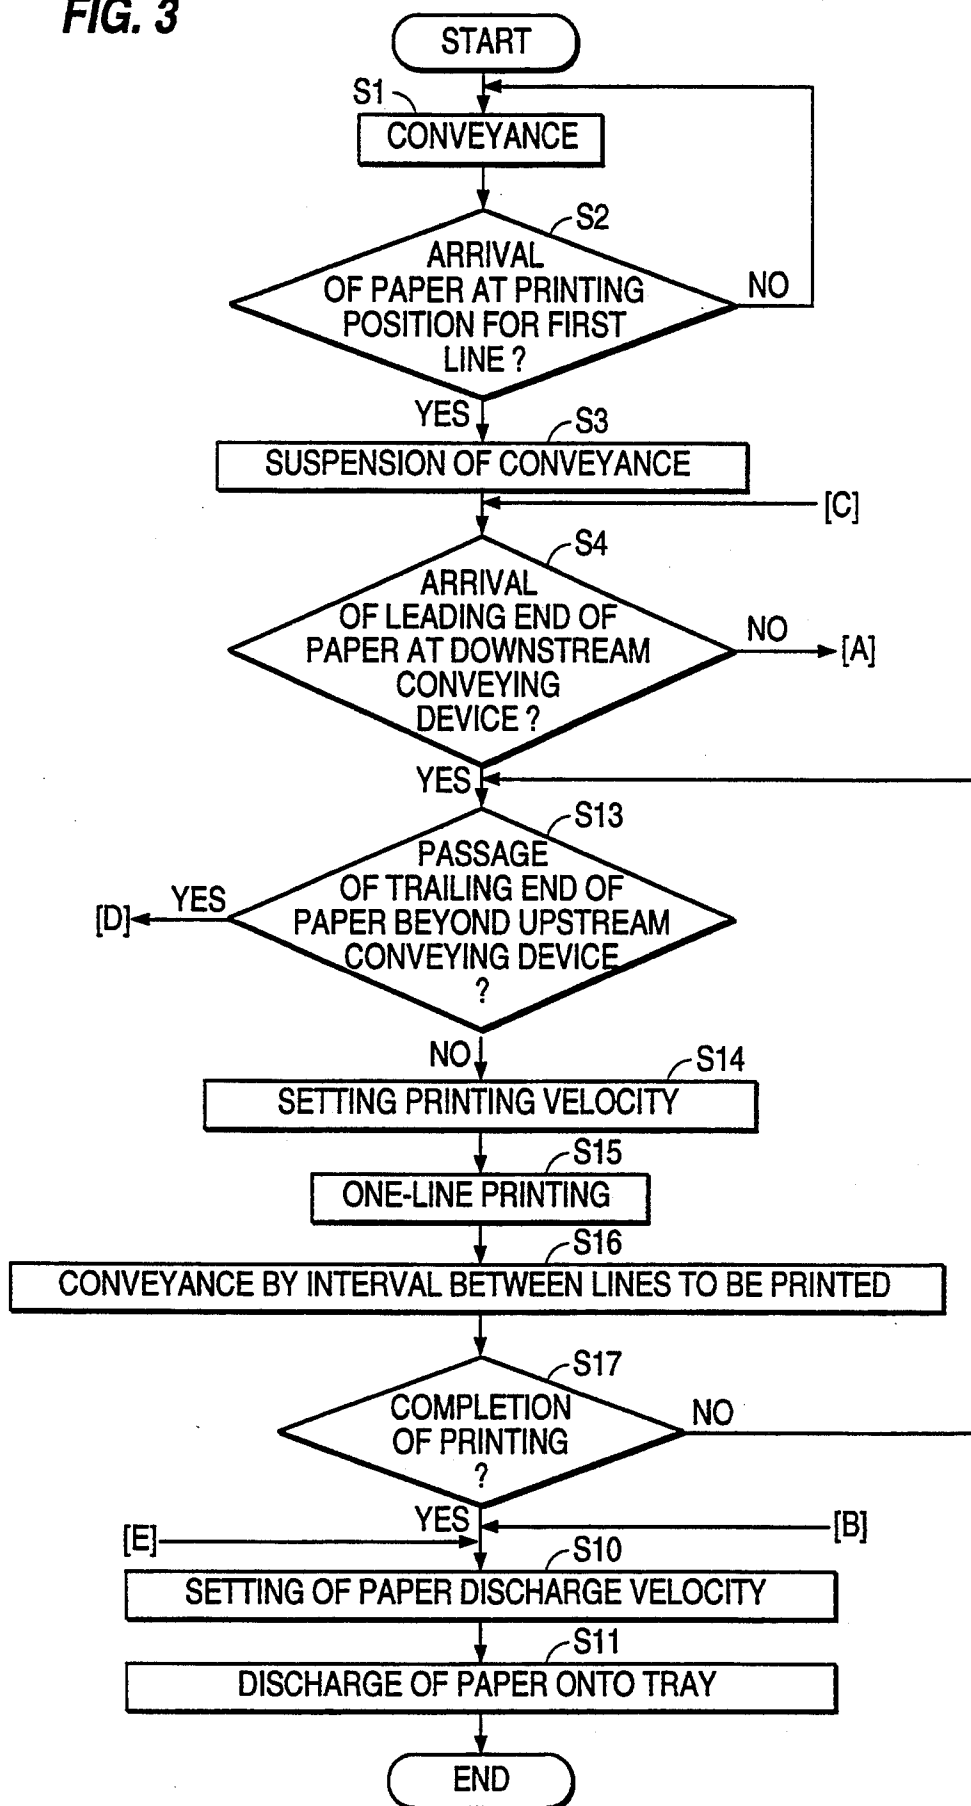 FIG. 3
START
S1
CONVEYANCE
S2
ARRIVAL
OF PAPER AT PRINTING
POSITION FOR FIRST
LINE ?
NO
YES
S3
SUSPENSION OF CONVEYANCE
[C]
S4
ARRIVAL
OF LEADING END OF
PAPER AT DOWNSTREAM
CONVEYING
DEVICE ?
NO
[A]
YES
S13
PASSAGE
OF TRAILING END OF
PAPER BEYOND UPSTREAM
CONVEYING DEVICE
?
YES
[D]
NO
S14
SETTING PRINTING VELOCITY
S15
ONE-LINE PRINTING
S16
CONVEYANCE BY INTERVAL BETWEEN LINES TO BE PRINTED
S17
COMPLETION
OF PRINTING
?
NO
YES
[B]
[E]
S10
SETTING OF PAPER DISCHARGE VELOCITY
S11
DISCHARGE OF PAPER ONTO TRAY
END